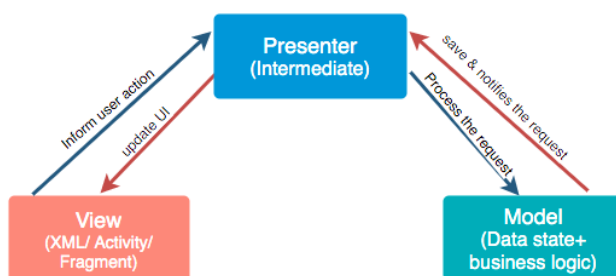 Presenter
(Intermediate)
Inform user action
update UI
Process the request
save & notifies the request
View
(XML/ Activity/
Fragment)
Model
(Data state+
business logic)